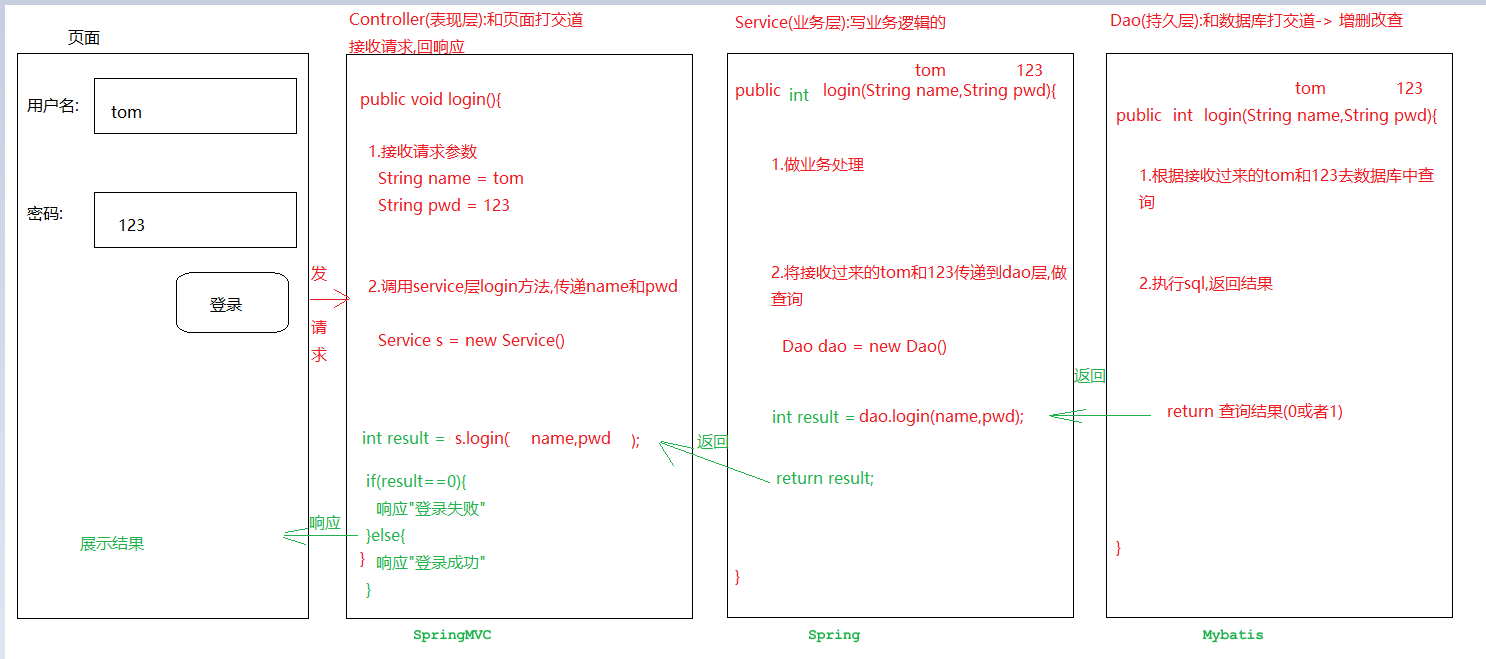 页面
用户名:
tom
密码:
123
登录
展示结果
发
请
求
响应
Controller(表现层):和页面打交道
接收请求,回响应
public void login(){
1.接收请求参数
String name = tom
String pwd = 123
2.调用service层login方法,传递name和pwd
Service s = new Service()
int result = s.login( name,pwd );
if(result==0){
响应"登录失败"
}else{
}
响应"登录成功"
}
SpringMVC
返回
Service(业务层):写业务逻辑的
tom 123
public int login(String name,String pwd){
1.做业务处理
2.将接收过来的tom和123传递到dao层,做
查询
Dao dao = new Dao()
int result = dao.login(name,pwd);
return result;
}
Spring
返回
Dao(持久层):和数据库打交道-> 增删改查
tom 123
public int login(String name,String pwd){
1.根据接收过来的tom和123去数据库中查
询
2.执行sql,返回结果
return 查询结果(0或者1)
}
Mybatis